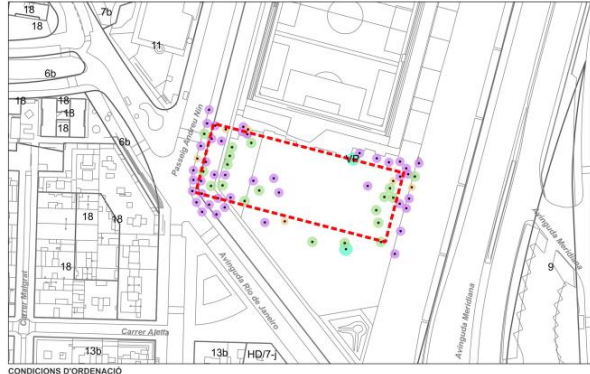 18
7b
18
18
11
6b
18
18
18
18
6b
Passeig Andreu Nin
VP
18
18
18
9
Avinguda Meridiana
Avinguda Rio de Janeiro
Avinguda Meridiana
Carrer Malgrat
Carrer Alella
13b
13b
HD/7-j
CONDICIONS D'ORDENACIÓ